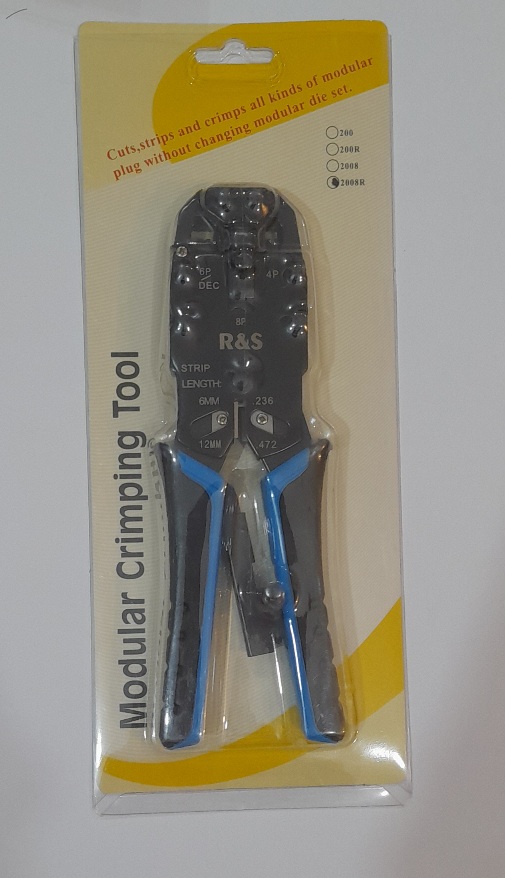 Cuts,strips and crimps all kinds of modular
plug without changing modular die set.
200
200R
2008
2008R
6P
DEC
4P
8P
R&S
STRIP
LENGTH:
6MM 236
12MM 472
Modular Crimping Tool